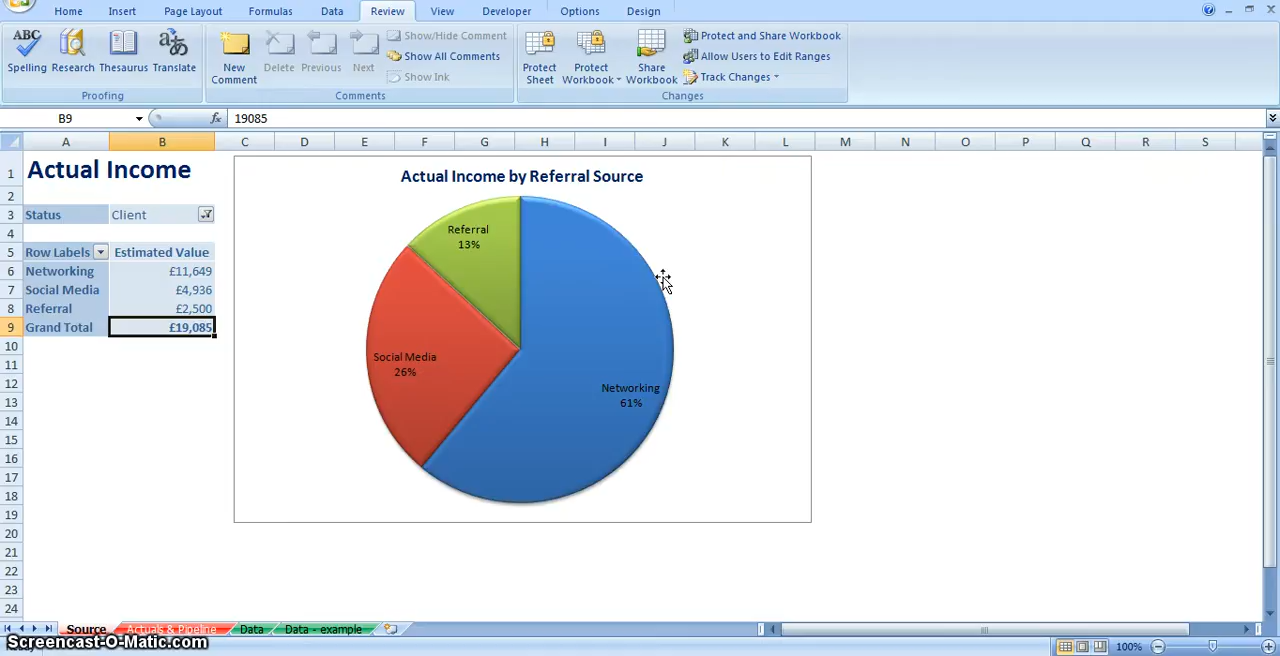 Home Insert Page Layout Formulas Data Review View Developer Options Design
ABC
Spelling Research Thesaurus Translate
Proofing
New Comment
Delete Previous Next
Show/Hide Comment
Show All Comments
Show Ink
Comments
Protect Sheet
Protect Workbook
Share Workbook
Protect and Share Workbook
Allow Users to Edit Ranges
Track Changes
Changes
B9 fx 19085
A B C D E F G H I J K L M N O P Q R S
1 Actual Income
2
3 Status Client
4
5 Row Labels Estimated Value
6 Networking £11,649
7 Social Media £4,936
8 Referral £2,500
9 Grand Total £19,085
10
11
12
13
14
15
16
17
18
19
20
21
22
23
24
Actual Income by Referral Source
Referral
13%
Social Media
26%
Networking
61%
Source Actuals & Pipeline Data Data - example
Screencast-O-Matic.com
100%